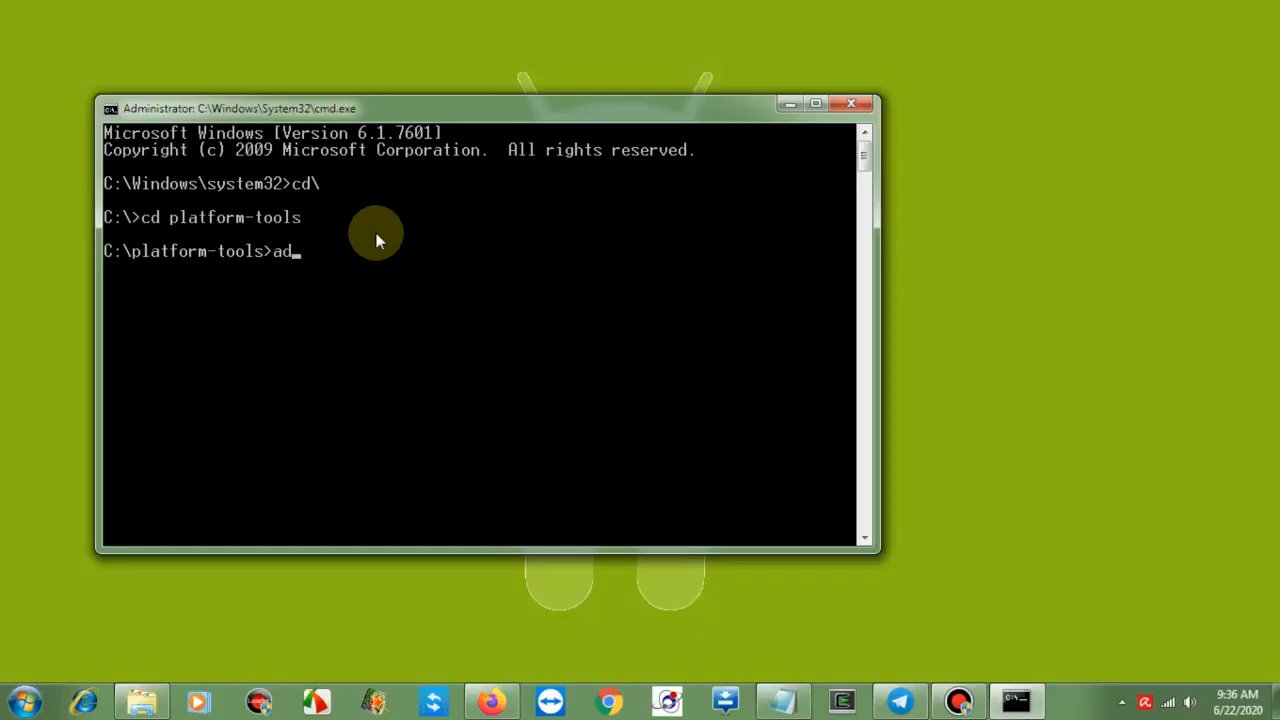 Administrator: C:\Windows\System32\cmd.exe
Microsoft Windows [Version 6.1.7601]
Copyright (c) 2009 Microsoft Corporation.  All rights reserved.
C:\Windows\system32>cd\
C:\>cd platform-tools
C:\platform-tools>ad_
9:36 AM
6/22/2020